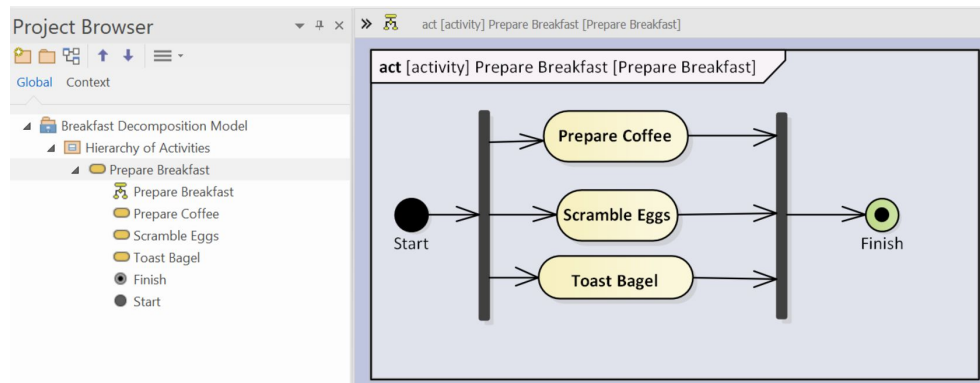 Project Browser
Global Context
Breakfast Decomposition Model
Hierarchy of Activities
Prepare Breakfast
Prepare Breakfast
Prepare Coffee
Scramble Eggs
Toast Bagel
Finish
Start
act [activity] Prepare Breakfast [Prepare Breakfast]
act [activity] Prepare Breakfast [Prepare Breakfast]
Prepare Coffee
Scramble Eggs
Start
Finish
Toast Bagel